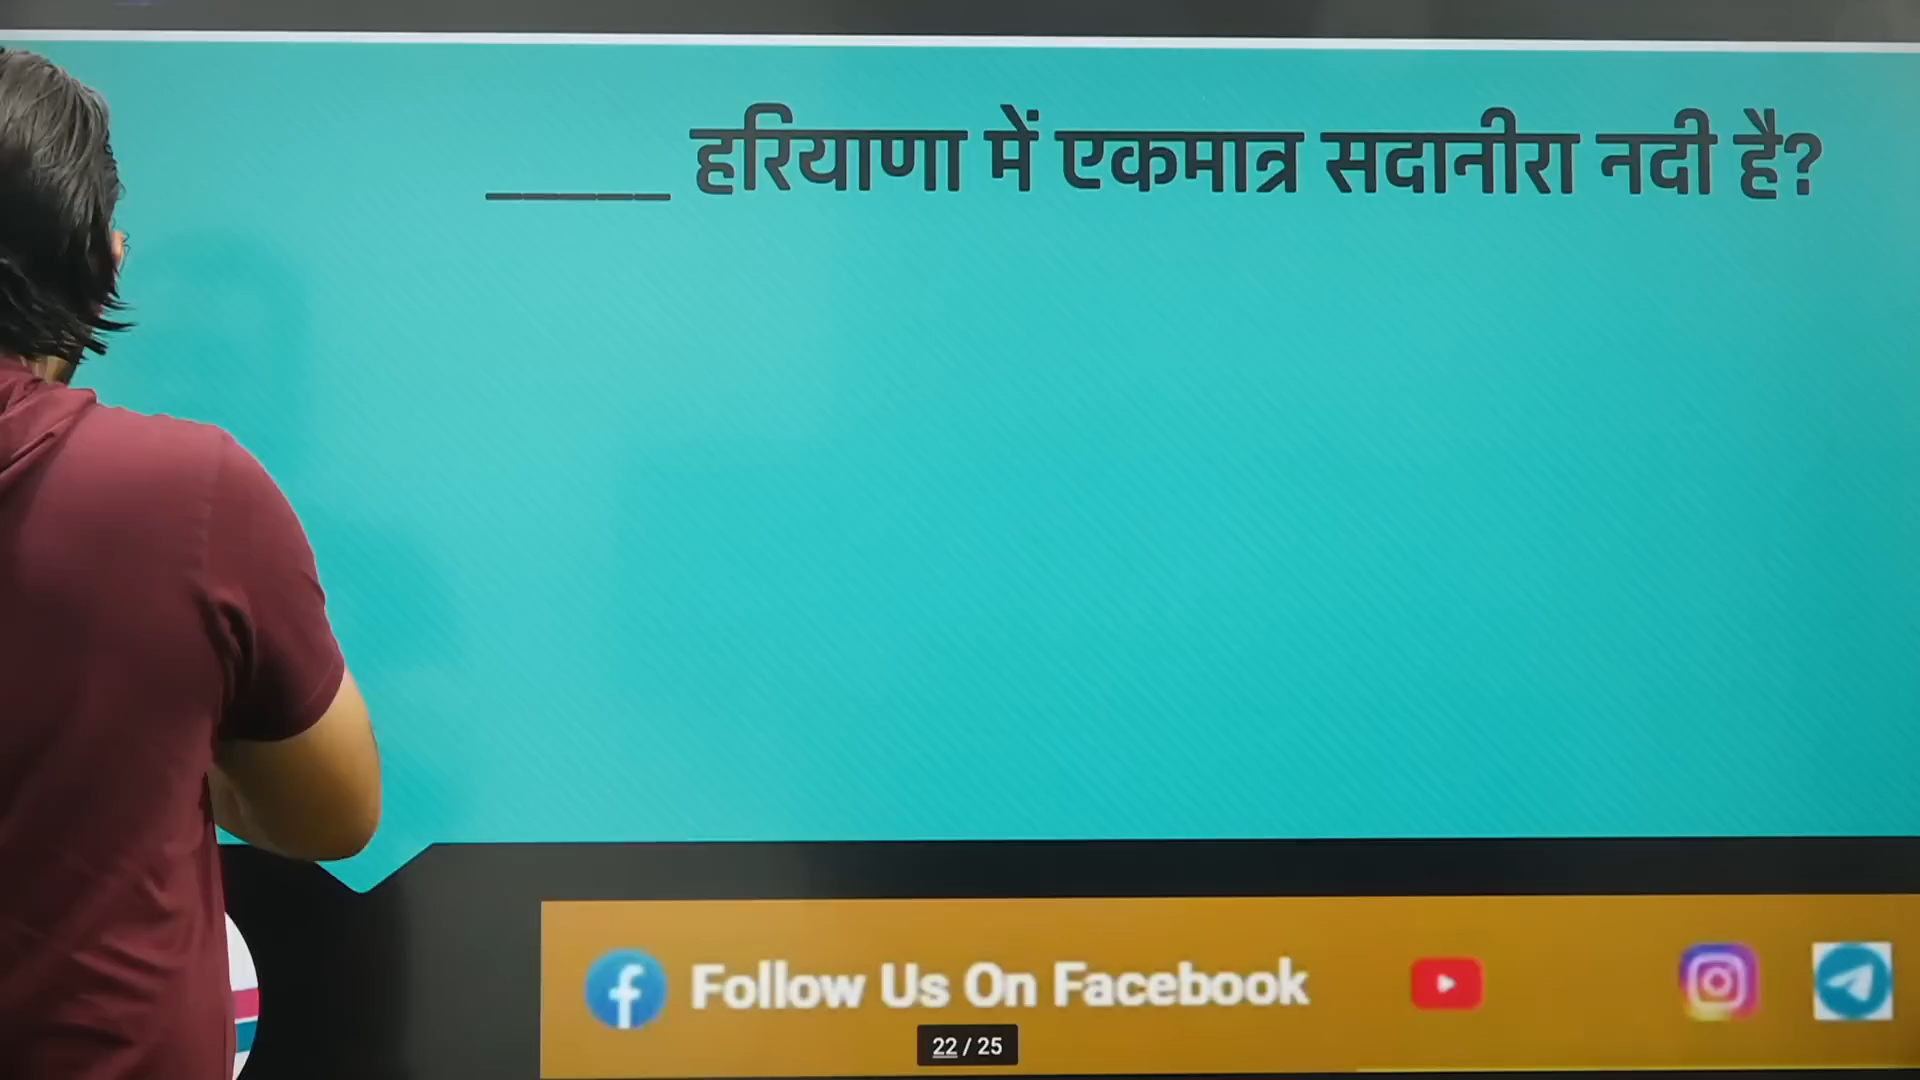 _____ हरियाणा में एकमात्र सदानीरा नदी है?
Follow Us On Facebook
22 / 25